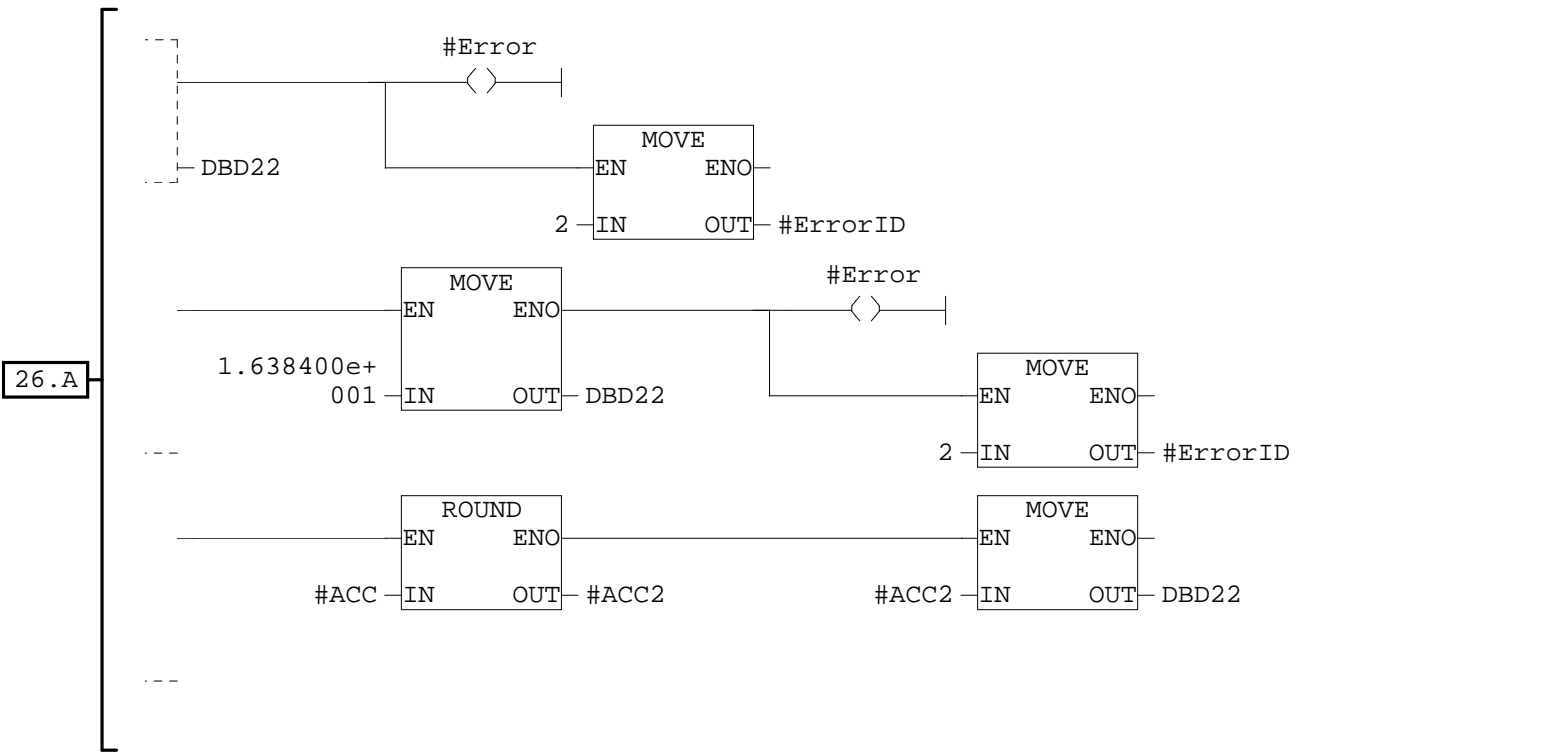 #Error
MOVE
DBD22
EN ENO
2 IN OUT #ErrorID
#Error
MOVE
EN ENO
1.638400e+
MOVE
26.A
001 IN OUT DBD22
EN ENO
2 IN OUT #ErrorID
ROUND MOVE
EN ENO EN ENO
#ACC IN OUT #ACC2 #ACC2 IN OUT DBD22